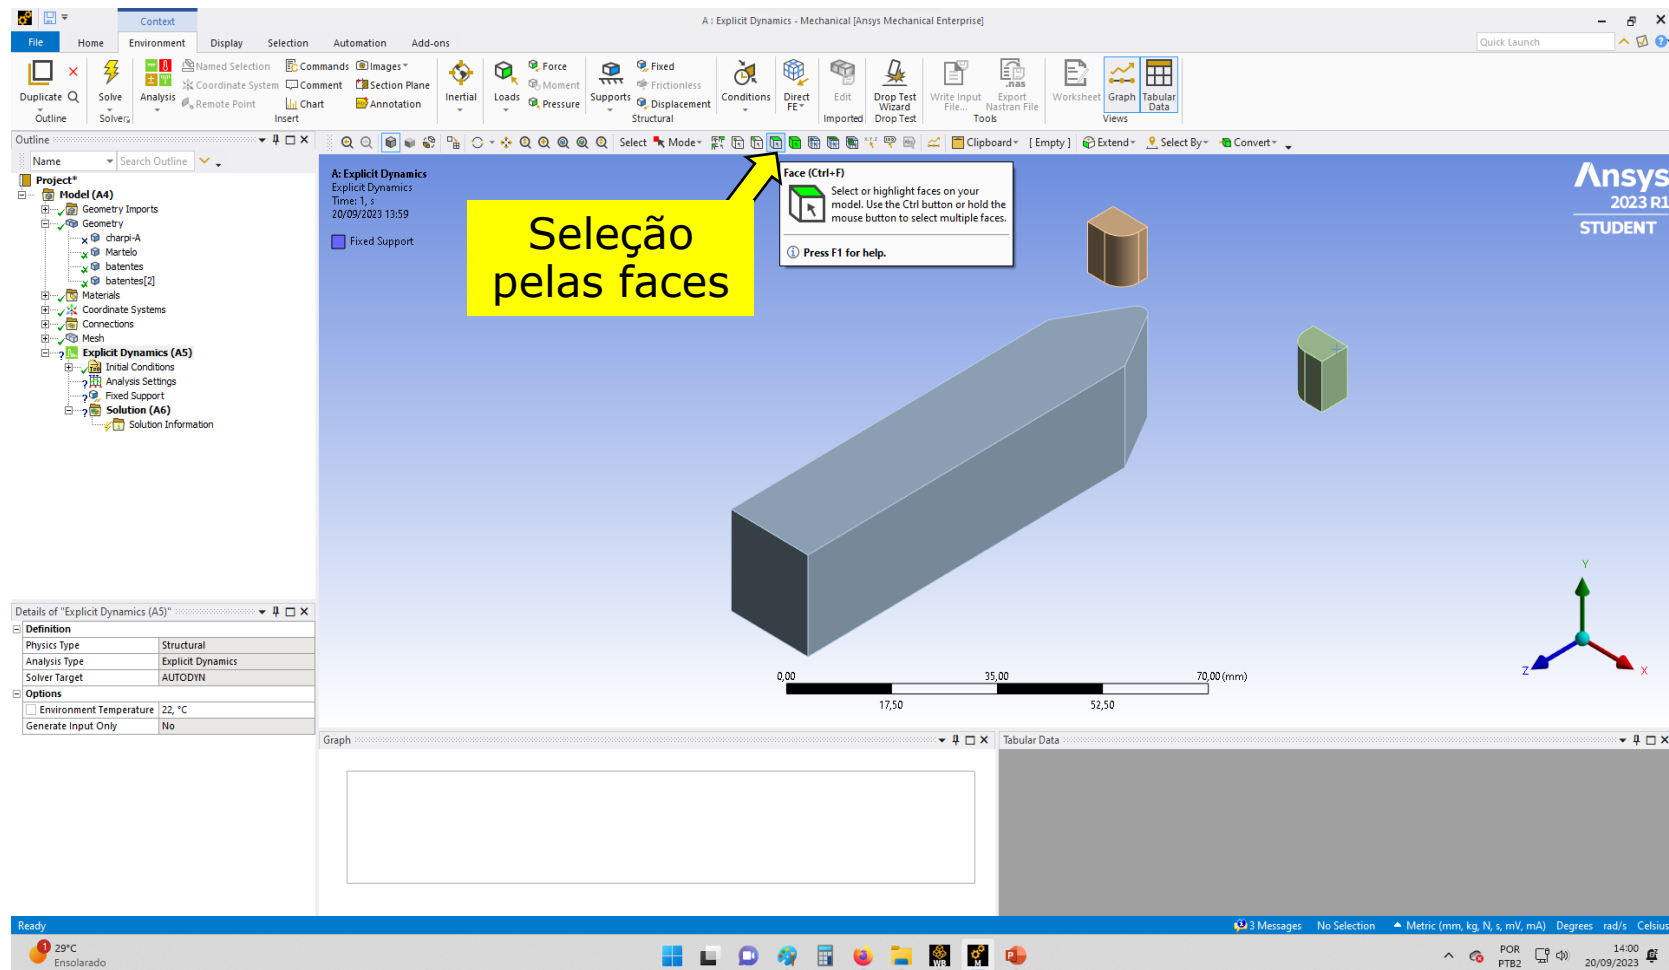 Context
A : Explicit Dynamics - Mechanical [Ansys Mechanical Enterprise]
File Home Environment Display Selection Automation Add-ons
Quick Launch
Duplicate Q
Outline
Solve
Solvers
Analysis
Named Selection
Coordinate System
Remote Point
Commands
Comment
Chart
Images
Section Plane
Annotation
Insert
Inertial
Loads
Force
Moment
Pressure
Supports
Fixed
Frictionless
Displacement
Structural
Conditions
Direct
FE
Edit
Imported
Drop Test
Wizard
Drop Test
Write Input
File...
Export
Nastran File
Tools
.nas
Worksheet
Graph
Tabular
Data
Views
Outline
Name
Search Outline
Select Mode
Clipboard [ Empty ] Extend Select By Convert
Project*
Model (A4)
Geometry Imports
Geometry
charpi-A
Martelo
batentes
batentes[2]
Materials
Coordinate Systems
Connections
Mesh
Explicit Dynamics (A5)
Initial Conditions
Analysis Settings
Fixed Support
Solution (A6)
Solution Information
A: Explicit Dynamics
Explicit Dynamics
Time: 1, s
20/09/2023 13:59
Fixed Support
Seleção
pelas faces
Face (Ctrl+F)
Select or highlight faces on your
model. Use the Ctrl button or hold the
mouse button to select multiple faces.
Press F1 for help.
Ansys
2023 R1
STUDENT
Y
Z
X
0,00 35,00 70,00 (mm)
17,50 52,50
Details of "Explicit Dynamics (A5)"
Definition
Physics Type Structural
Analysis Type Explicit Dynamics
Solver Target AUTODYN
Options
Environment Temperature 22, °C
Generate Input Only No
Graph
Tabular Data
Ready
3 Messages No Selection Metric (mm, kg, N, s, mV, mA) Degrees rad/s Celsius
1
29°C
Ensolarado
WB
M
POR
PTB2
14:00
20/09/2023